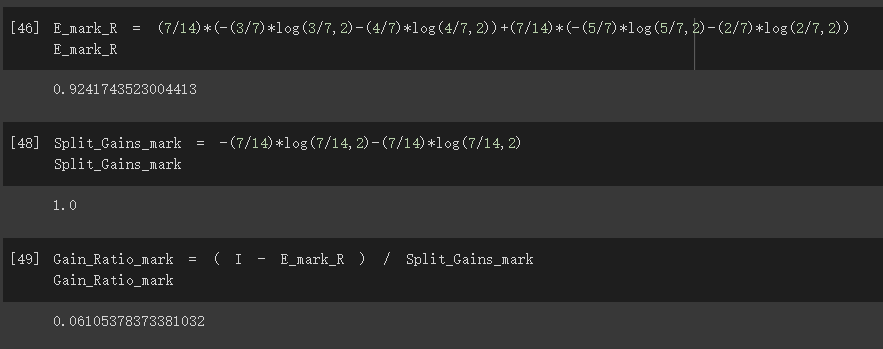 [46] E_mark_R = (7/14)*(-(3/7)*log(3/7,2)-(4/7)*log(4/7,2))+(7/14)*(-(5/7)*log(5/7,2)-(2/7)*log(2/7,2))
E_mark_R
0.9241743523004413
[48] Split_Gains_mark = -(7/14)*log(7/14,2)-(7/14)*log(7/14,2)
Split_Gains_mark
1.0
[49] Gain_Ratio_mark = ( I - E_mark_R ) / Split_Gains_mark
Gain_Ratio_mark
0.06105378373381032